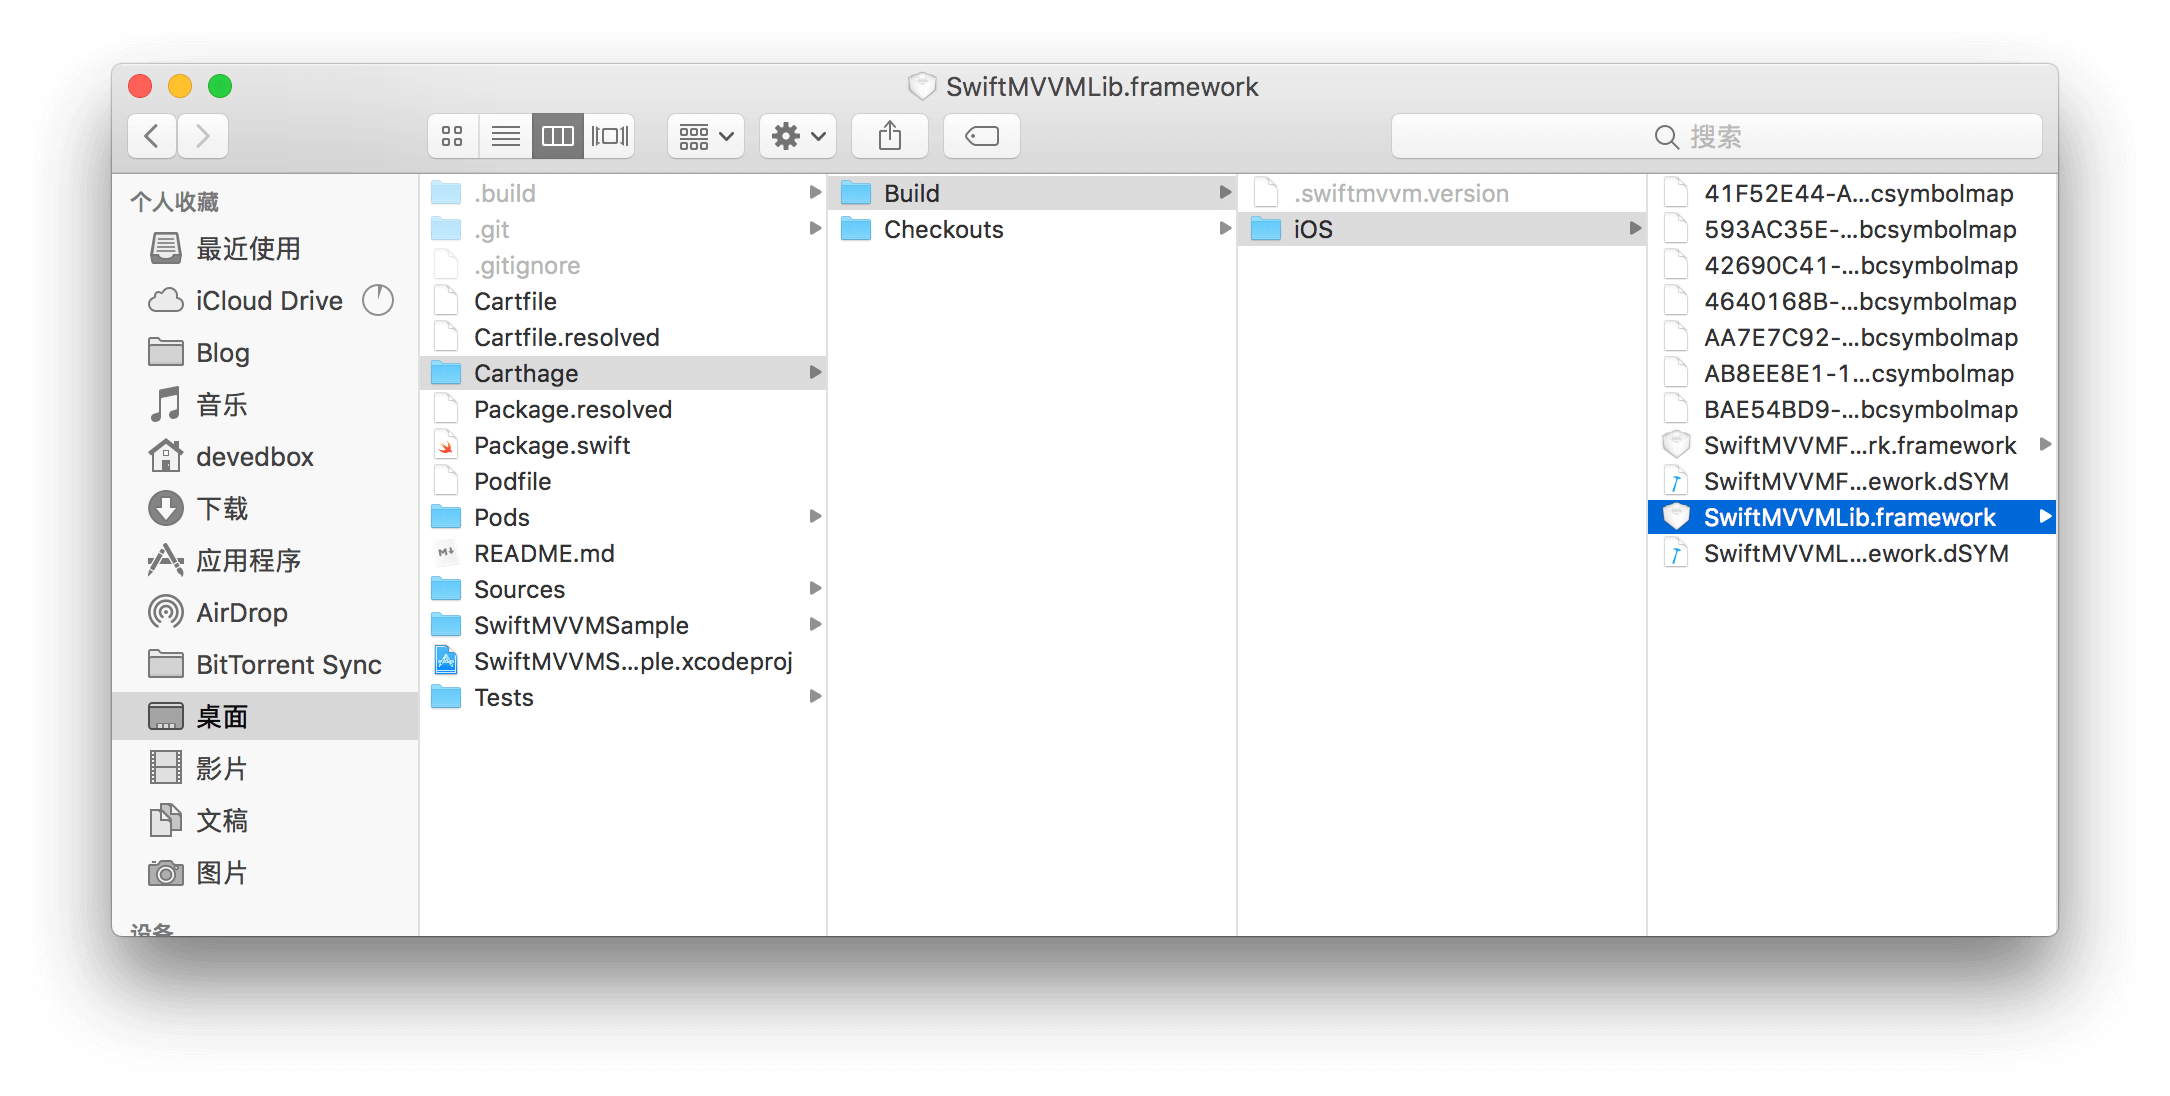 SwiftMVVMLib.framework
搜索
个人收藏
最近使用
iCloud Drive
Blog
音乐
devedbox
下载
应用程序
AirDrop
BitTorrent Sync
桌面
影片
文稿
图片
设备
.build
.git
.gitignore
Cartfile
Cartfile.resolved
Carthage
Package.resolved
Package.swift
Podfile
Pods
README.md
Sources
SwiftMVVMSample
SwiftMVVMS...ple.xcodeproj
Tests
Build
Checkouts
.swiftmvvm.version
iOS
41F52E44-A...csymbolmap
593AC35E-...bcsymbolmap
42690C41-...bcsymbolmap
4640168B-...bcsymbolmap
AA7E7C92-...bcsymbolmap
AB8EE8E1-1...csymbolmap
BAE54BD9-...bcsymbolmap
SwiftMVVMF...rk.framework
SwiftMVVMF...ework.dSYM
SwiftMVVMLib.framework
SwiftMVVML...ework.dSYM